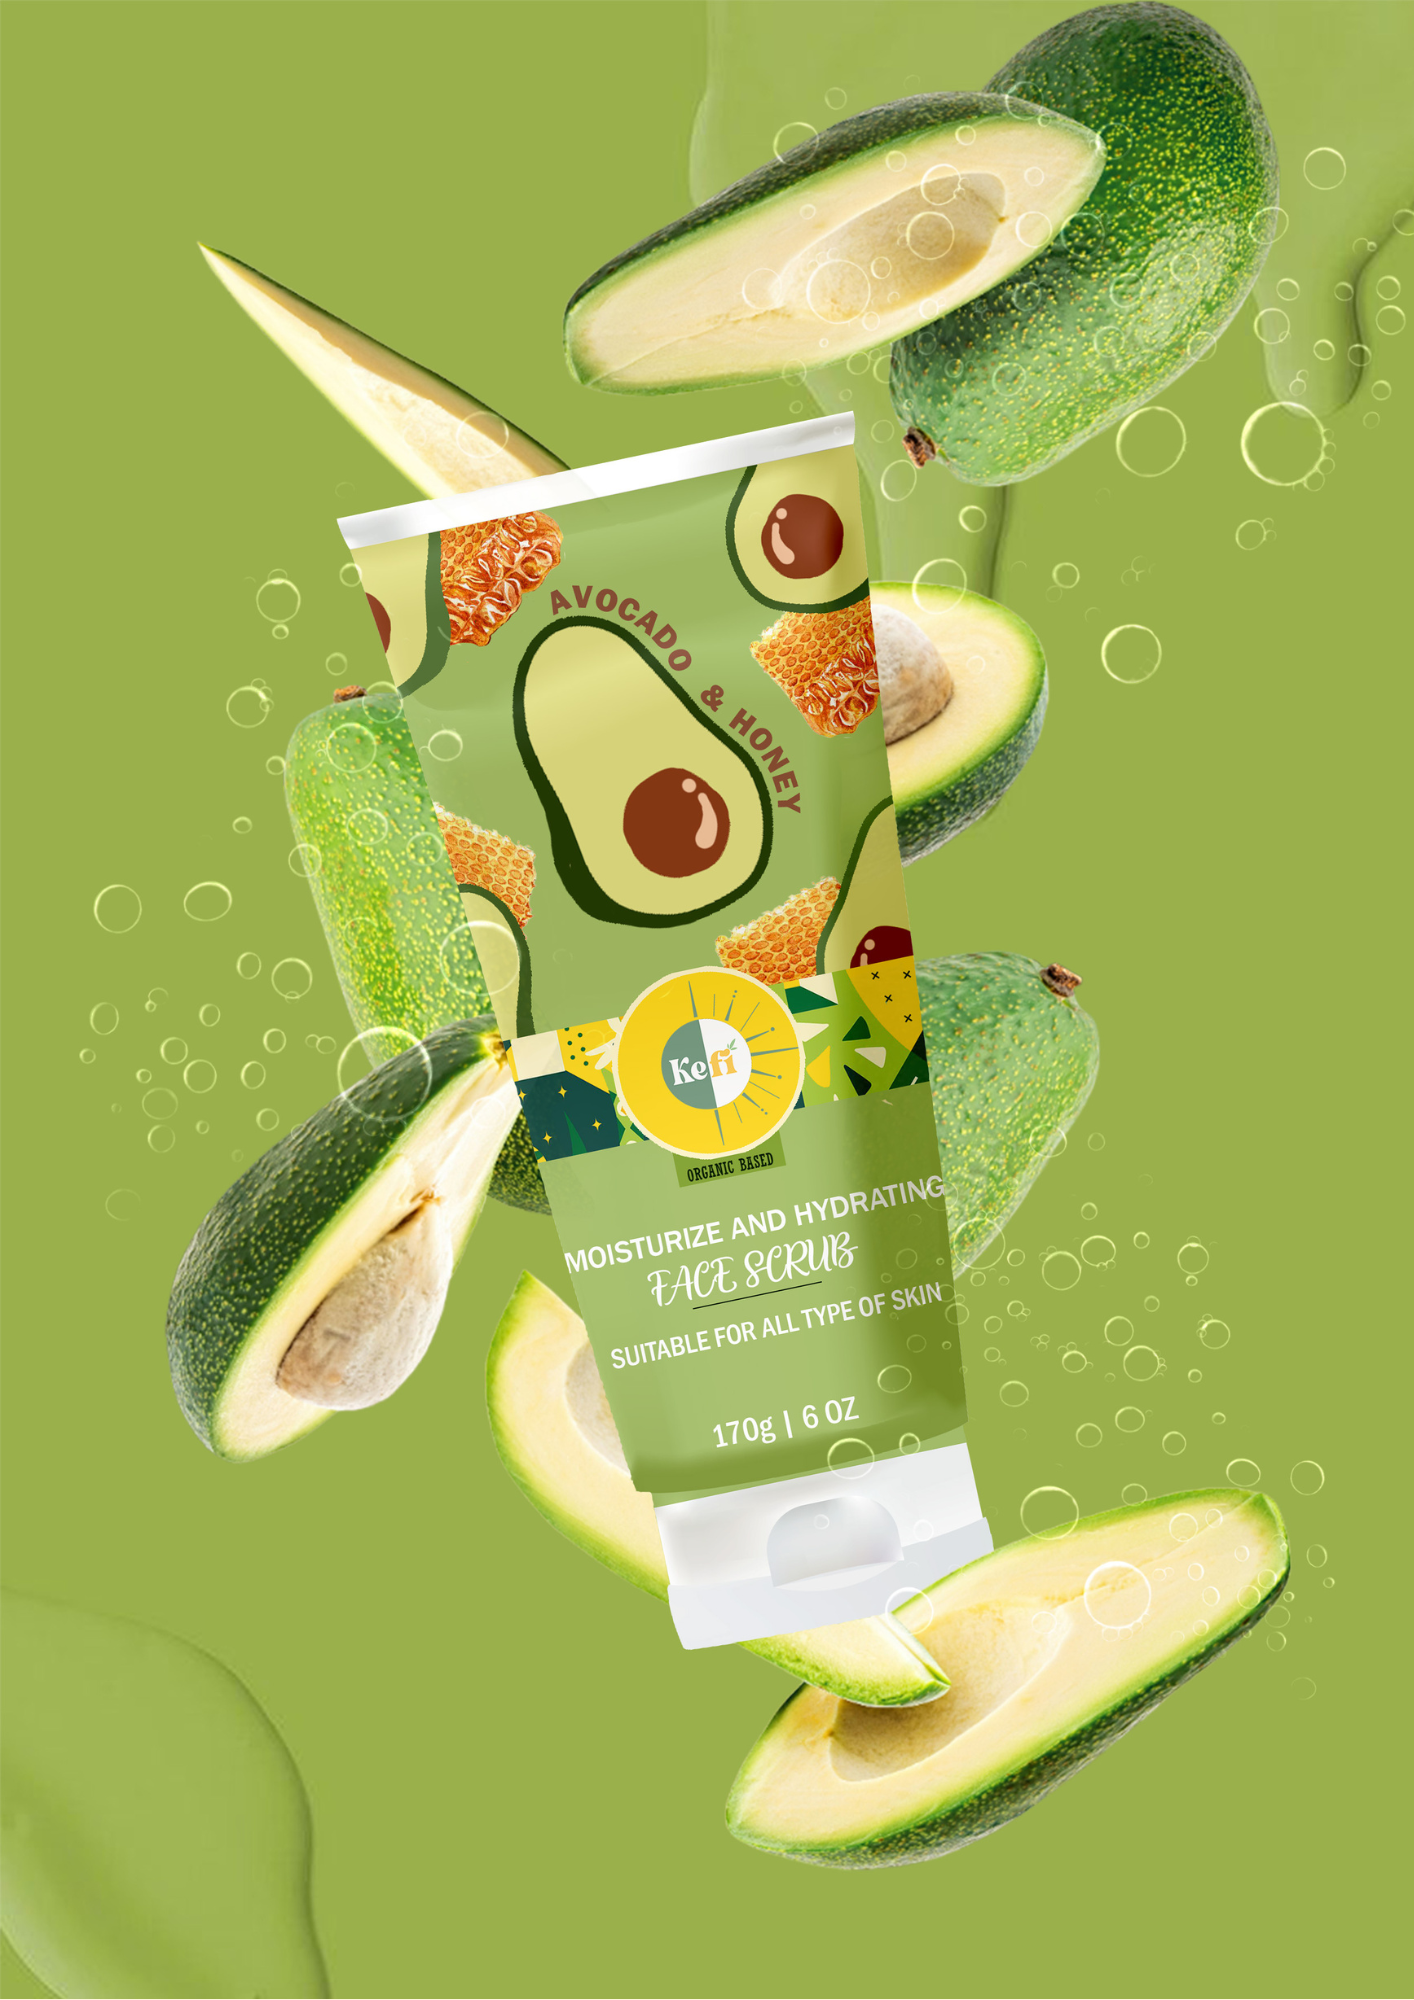 AVOCADO & HONEY
Kefi
ORGANIC BASED
MOISTURIZE AND HYDRATING
FACE SCRUB
SUITABLE FOR ALL TYPE OF SKIN
170g | 6 OZ